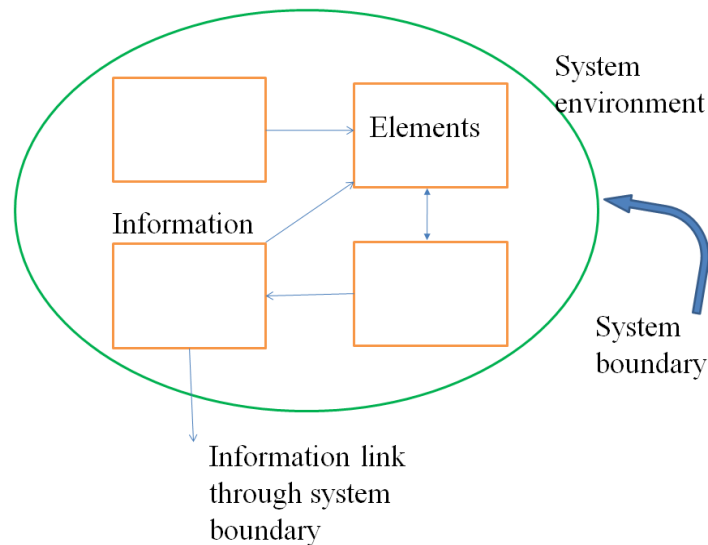 System
environment
Elements
Information
System
boundary
Information link
through system
boundary